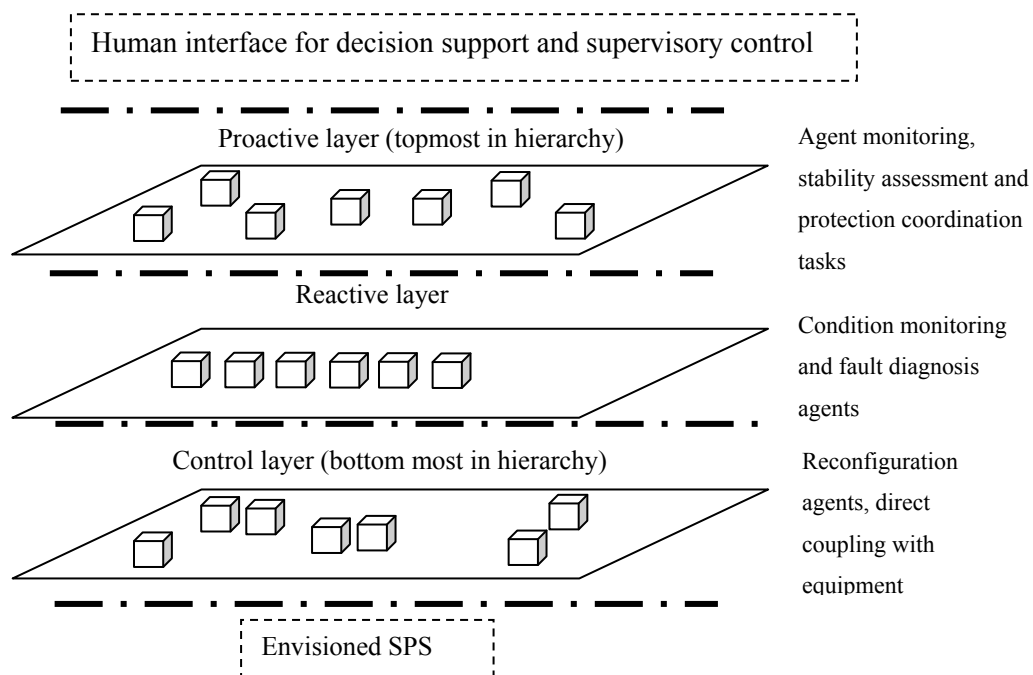 Human interface for decision support and supervisory control
Proactive layer (topmost in hierarchy)
Agent monitoring,
stability assessment and
protection coordination
tasks
Reactive layer
Condition monitoring
and fault diagnosis
agents
Control layer (bottom most in hierarchy)
Reconfiguration
agents, direct
coupling with
equipment
Envisioned SPS